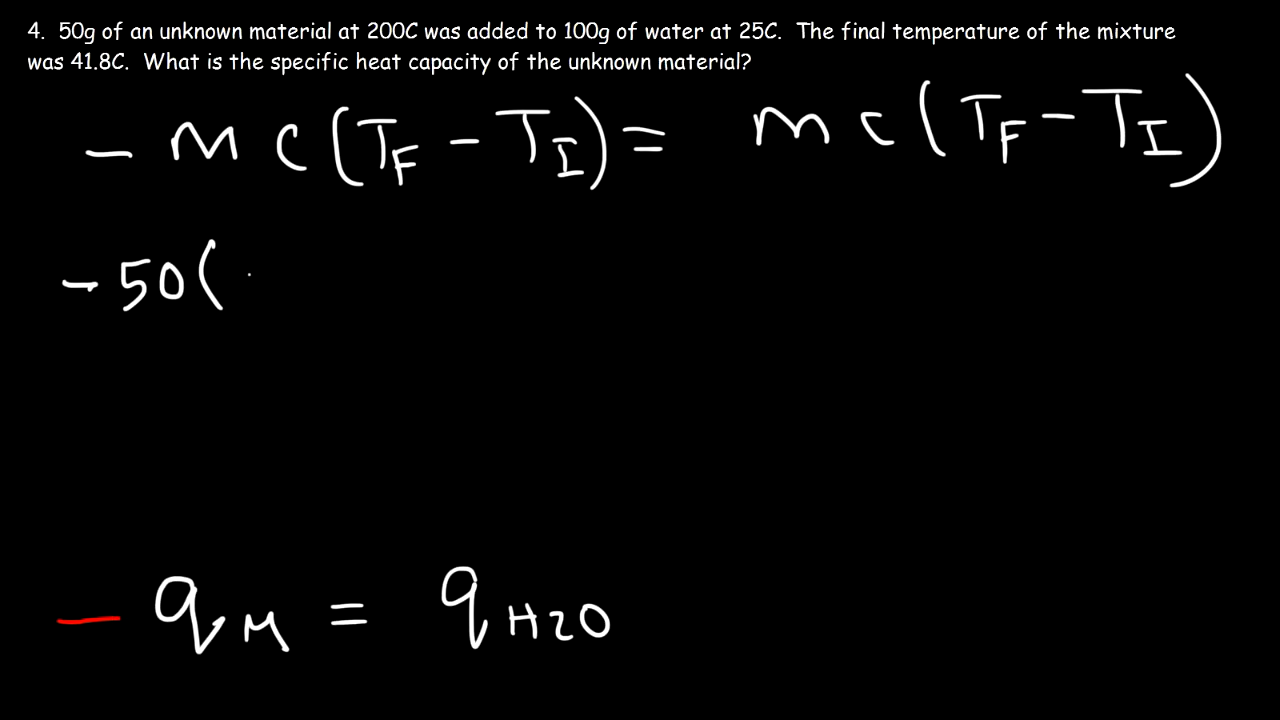 4. 50g of an unknown material at 200C was added to 100g of water at 25C. The final temperature of the mixture
was 41.8C. What is the specific heat capacity of the unknown material?
- m c (T_F - T_I) = m c (T_F - T_I)
- 50 (
- q_M = q_H2O